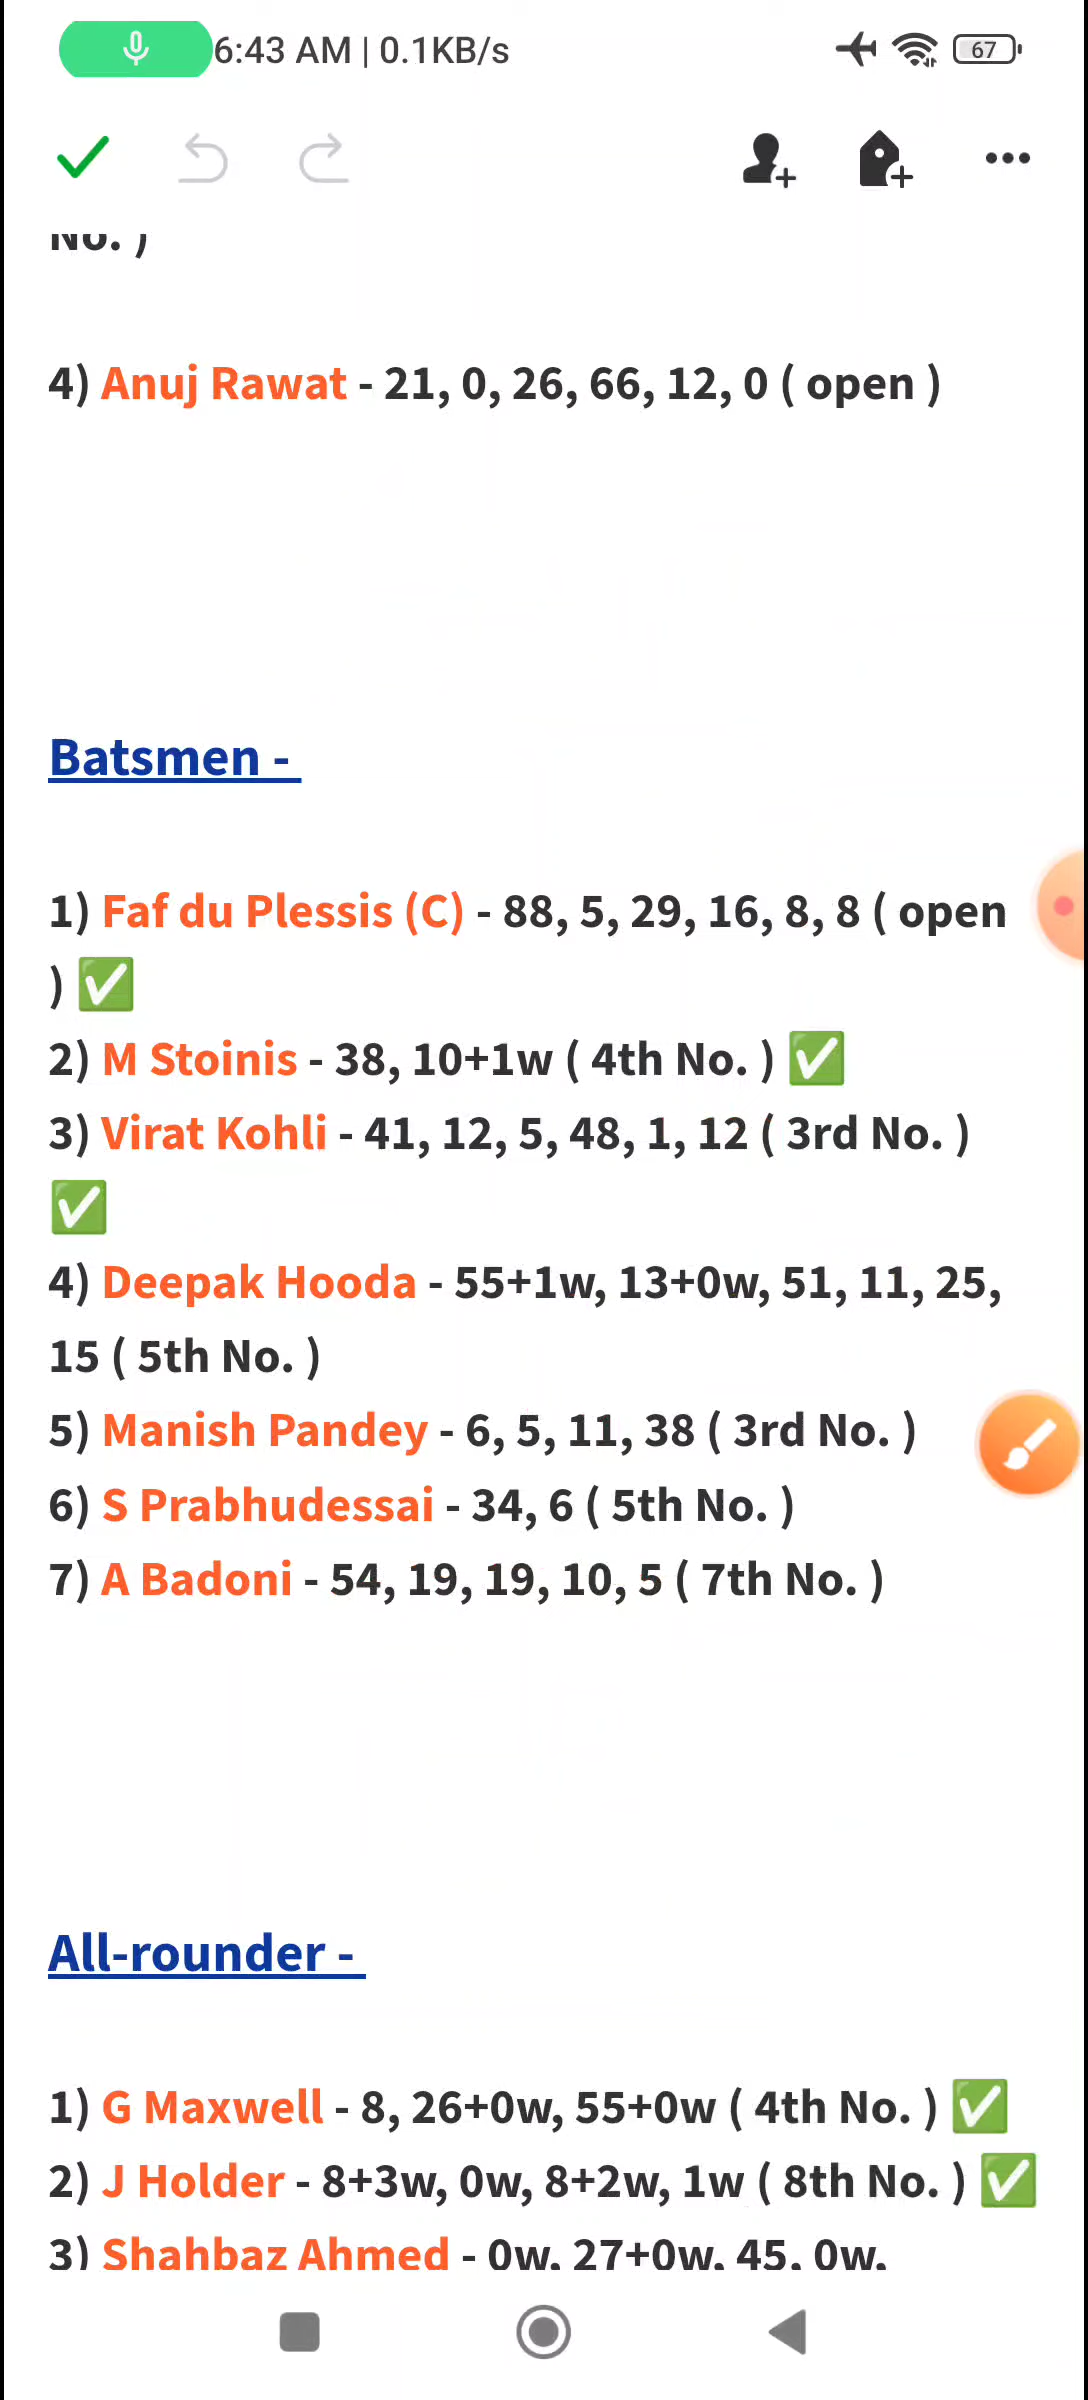 6:43 AM | 0.1KB/s
67
No. )
4) Anuj Rawat - 21, 0, 26, 66, 12, 0 ( open )
Batsmen -
1) Faf du Plessis (C) - 88, 5, 29, 16, 8, 8 ( open
) ✅
2) M Stoinis - 38, 10+1w ( 4th No. ) ✅
3) Virat Kohli - 41, 12, 5, 48, 1, 12 ( 3rd No. )
✅
4) Deepak Hooda - 55+1w, 13+0w, 51, 11, 25,
15 ( 5th No. )
5) Manish Pandey - 6, 5, 11, 38 ( 3rd No. )
6) S Prabhudessai - 34, 6 ( 5th No. )
7) A Badoni - 54, 19, 19, 10, 5 ( 7th No. )
All-rounder -
1) G Maxwell - 8, 26+0w, 55+0w ( 4th No. ) ✅
2) J Holder - 8+3w, 0w, 8+2w, 1w ( 8th No. ) ✅
3) Shahbaz Ahmed - 0w, 27+0w, 45, 0w,